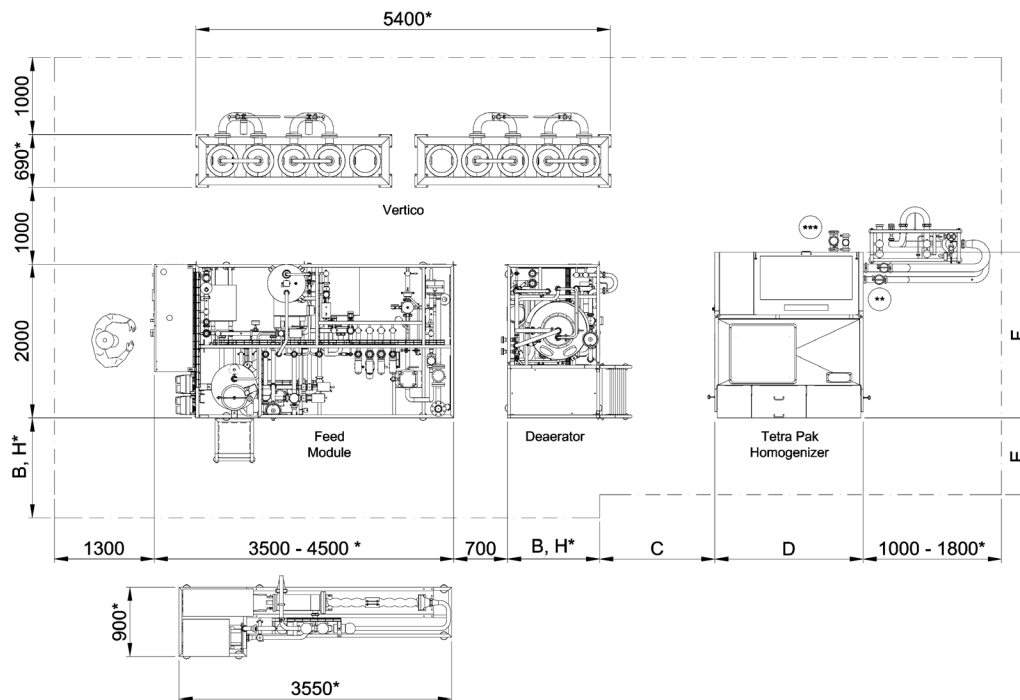 5400*
1000
690*
1000
Vertico
***
**
2000
B, H*
Feed
Module
Deaerator
Tetra Pak
Homogenizer
1300
3500 - 4500 *
700
B, H*
C
D
1000 - 1800*
900*
3550*